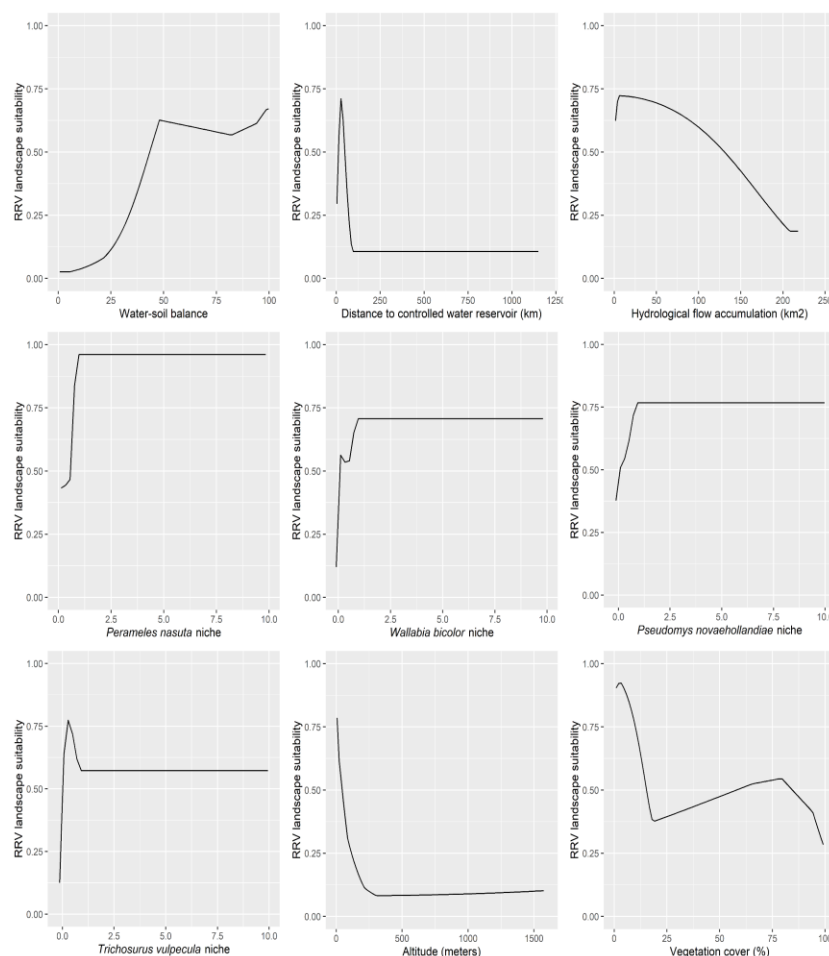 1.00
0.75
0.50
0.25
0.00
RRV landscape suitability
0 25 50 75 100
Water-soil balance
1.00
0.75
0.50
0.25
0.00
RRV landscape suitability
0 250 500 750 1000 125
Distance to controlled water reservoir (km)
1.00
0.75
0.50
0.25
0.00
RRV landscape suitability
0 50 100 150 200 250
Hydrological flow accumulation (km2)
1.00
0.75
0.50
0.25
0.00
RRV landscape suitability
0.0 2.5 5.0 7.5 10.0
Perameles nasuta niche
1.00
0.75
0.50
0.25
0.00
RRV landscape suitability
0.0 2.5 5.0 7.5 10.0
Wallabia bicolor niche
1.00
0.75
0.50
0.25
0.00
RRV landscape suitability
0.0 2.5 5.0 7.5 10.0
Pseudomys novaehollandiae niche
1.00
0.75
0.50
0.25
0.00
RRV landscape suitability
0.0 2.5 5.0 7.5 10.0
Trichosurus vulpecula niche
1.00
0.75
0.50
0.25
0.00
RRV landscape suitability
0 500 1000 1500
Altitude (meters)
1.00
0.75
0.50
0.25
0.00
RRV landscape suitability
0 25 50 75 100
Vegetation cover (%)